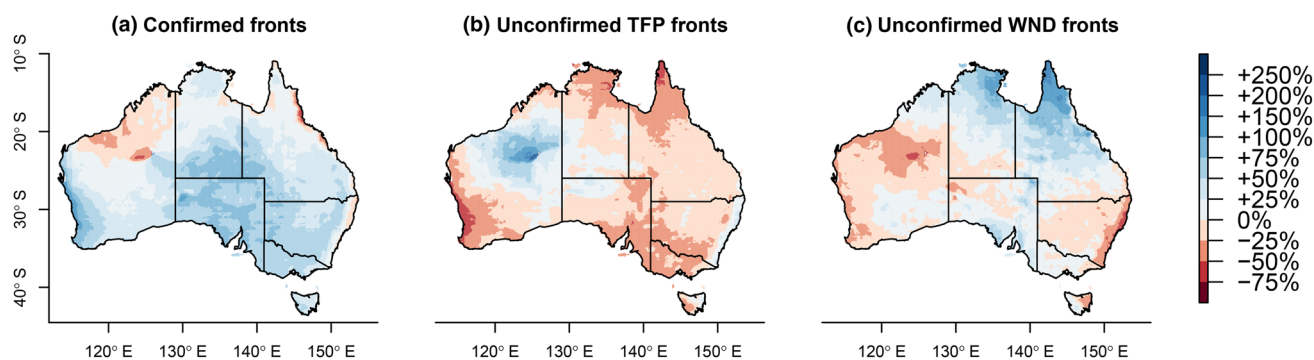 (a) Confirmed fronts
(b) Unconfirmed TFP fronts
(c) Unconfirmed WND fronts
10° S
20° S
30° S
40° S
120° E 130° E 140° E 150° E
120° E 130° E 140° E 150° E
120° E 130° E 140° E 150° E
+250%
+200%
+150%
+100%
+75%
+50%
+25%
0%
−25%
−50%
−75%